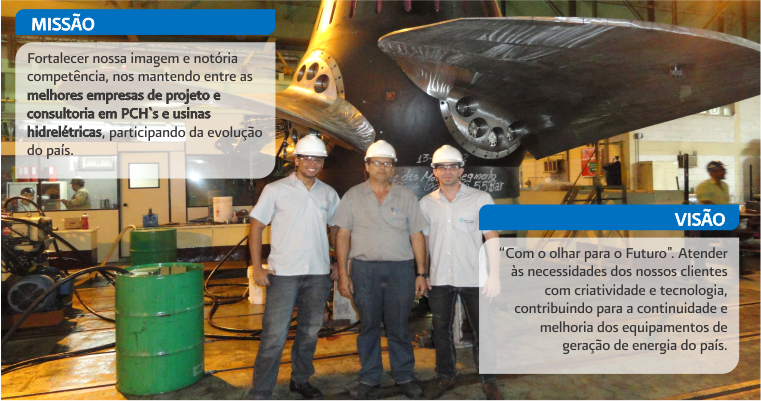 MISSÃO
Fortalecer nossa imagem e notória
competência, nos mantendo entre as
melhores empresas de projeto e
consultoria em PCH`s e usinas
hidrelétricas, participando da evolução
do país.
VISÃO
“Com o olhar para o Futuro”. Atender
às necessidades dos nossos clientes
com criatividade e tecnologia,
contribuindo para a continuidade e
melhoria dos equipamentos de
geração de energia do país.